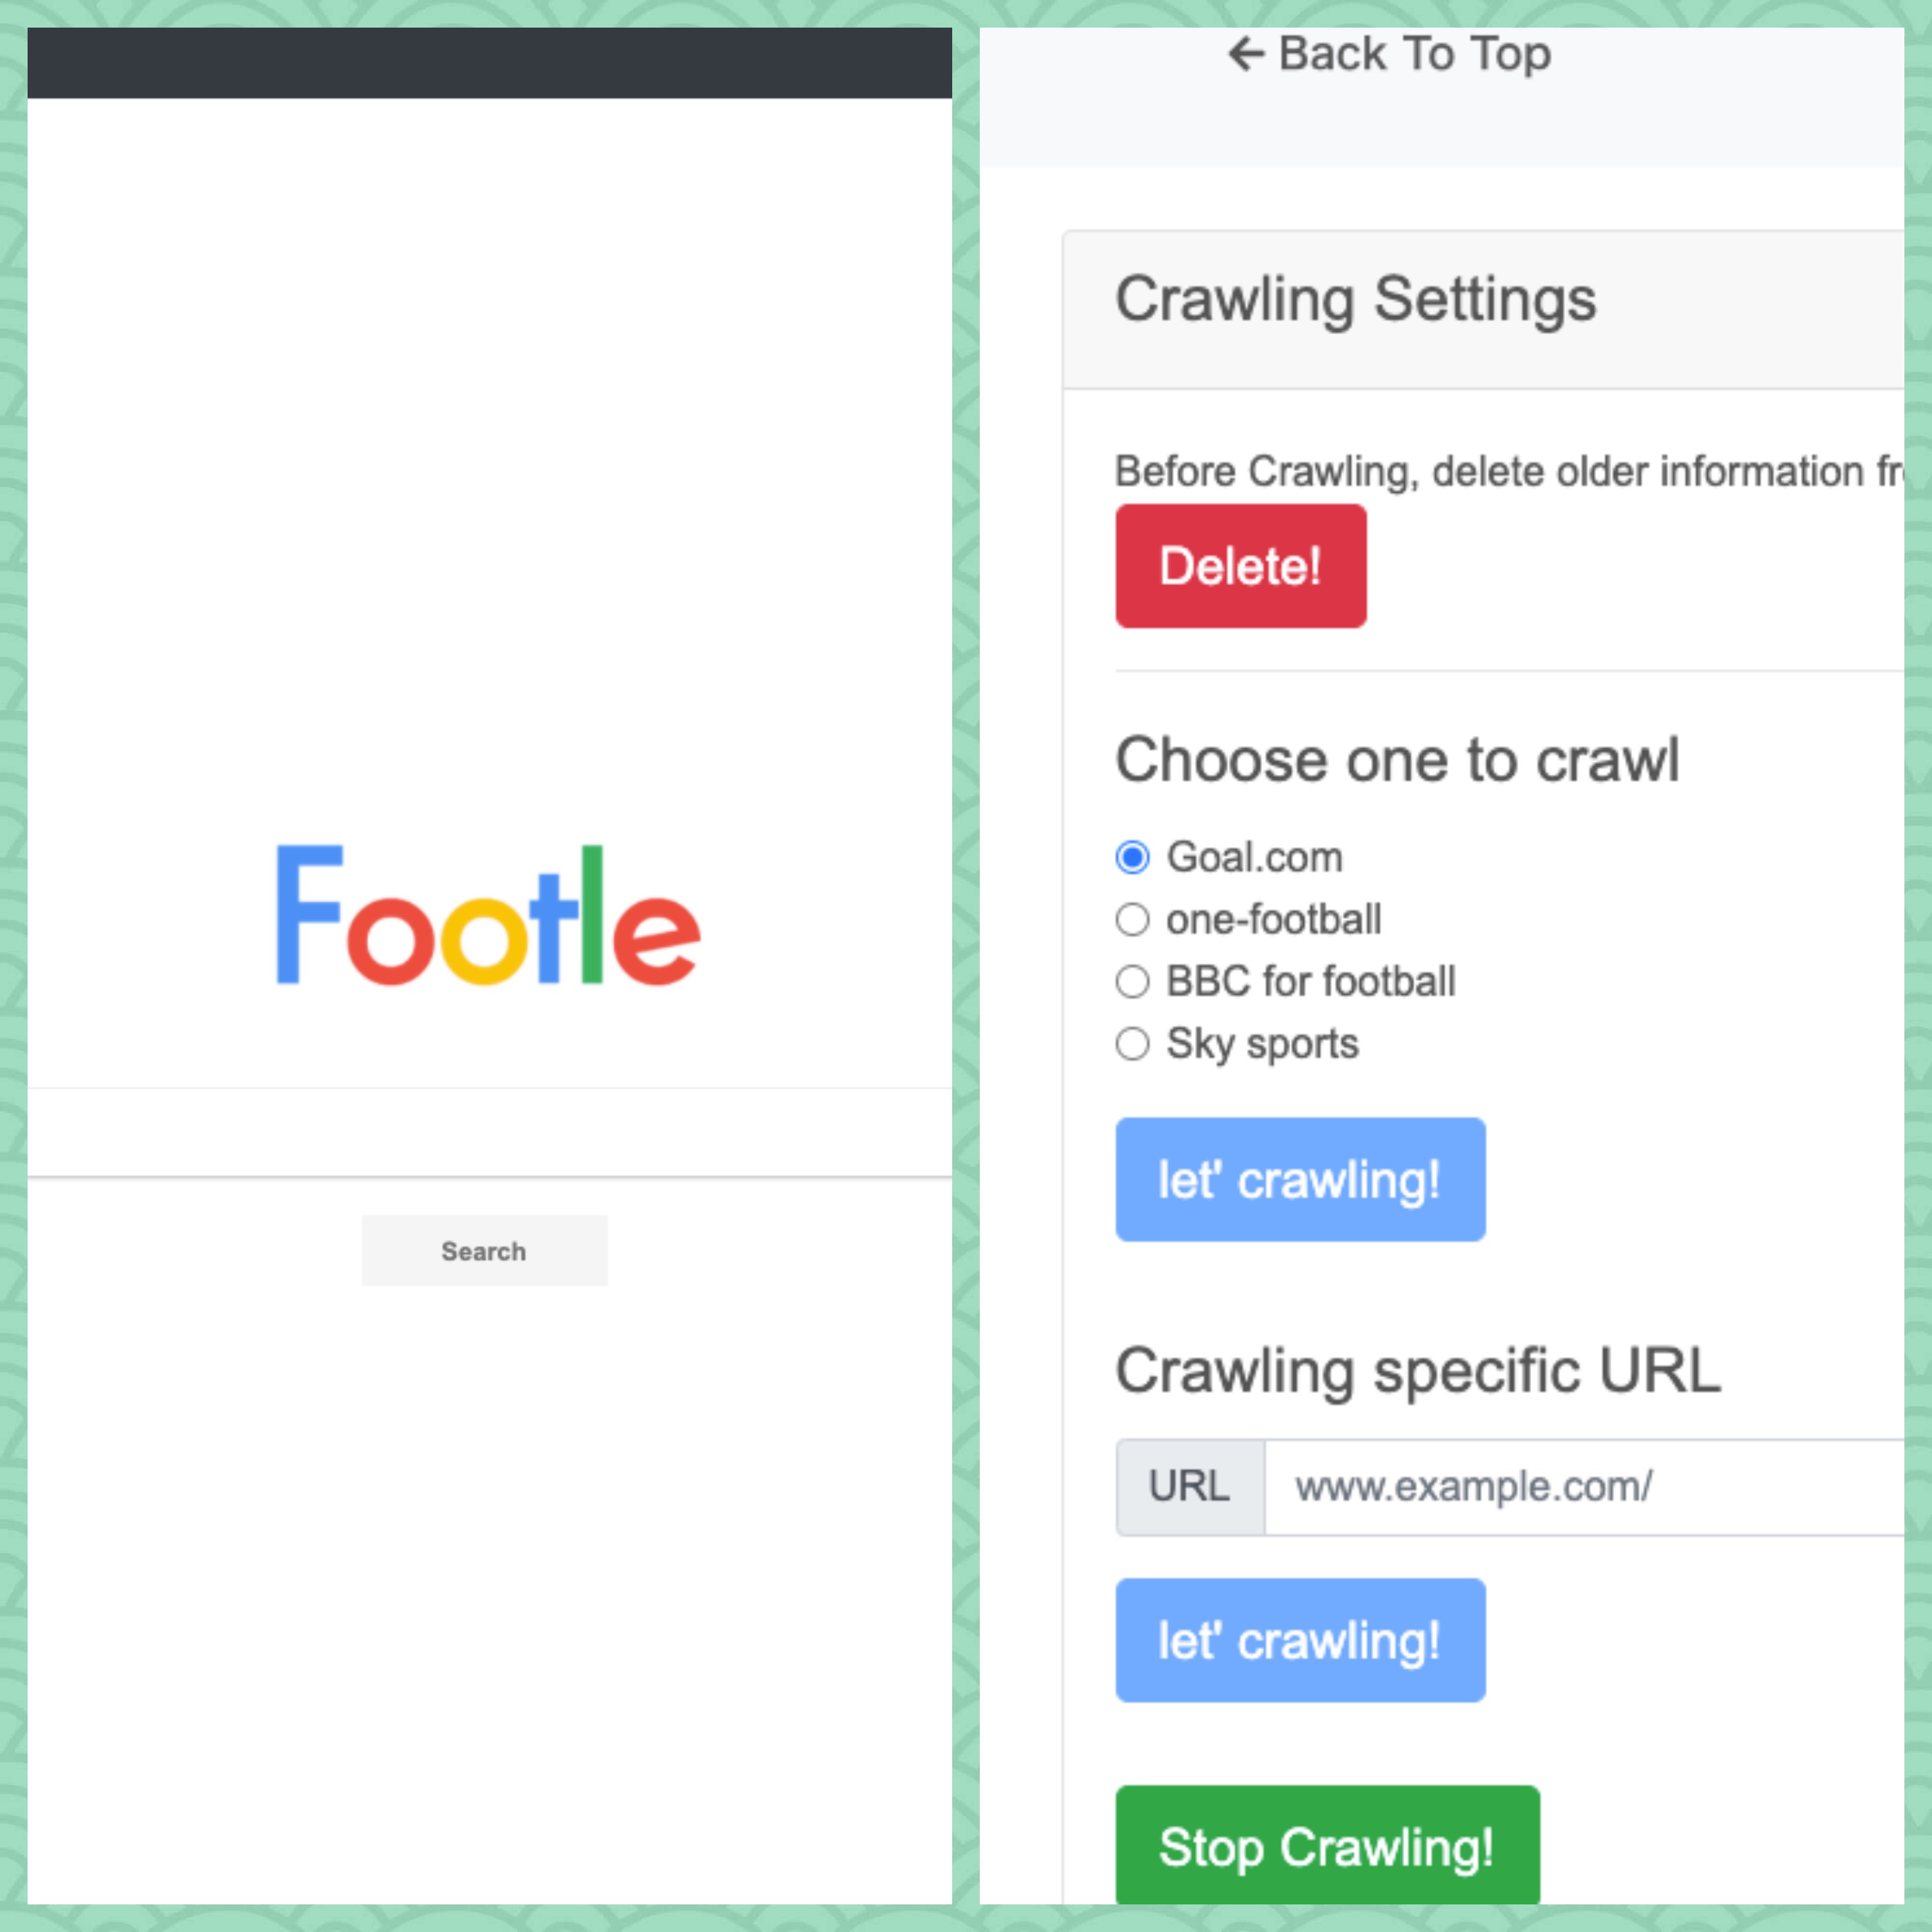 Footle
Search
← Back To Top
Crawling Settings
Before Crawling, delete older information
Delete!
Choose one to crawl
Goal.com
one-football
BBC for football
Sky sports
let' crawling!
Crawling specific URL
URL www.example.com/
let' crawling!
Stop Crawling!